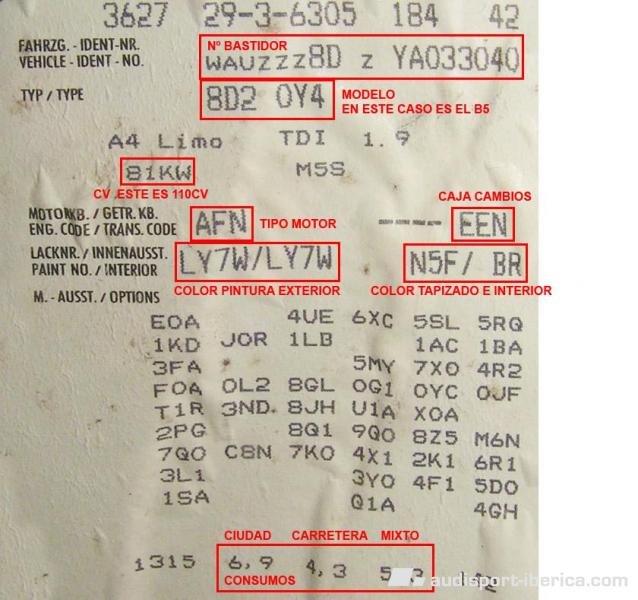 3627 29-3-6305 184 42
Nº BASTIDOR
FAHRZG. - IDENT-NR.
VEHICLE - IDENT - NO. WAUZZZ8D Z YA033040
TYP / TYPE 8D2 0Y4 MODELO
EN ESTE CASO ES EL B5
A4 Limo TDI 1.9
81KW M5S
CV .ESTE ES 110CV
CAJA CAMBIOS
MOTORKB. / GETR. KB.
ENG. CODE / TRANS. CODE AFN TIPO MOTOR EEN
LACKNR. / INNENAUSST.
PAINT NO. / INTERIOR LY7W/LY7W N5F/ BR
COLOR PINTURA EXTERIOR COLOR TAPIZADO E INTERIOR
M. - AUSST. / OPTIONS
E0A 4UE 6XC 5SL 5RQ
1KD J0R 1LB 1AC 1BA
3FA 5MY 7X0 4R2
F0A 0L2 8GL 0G1 0YC 0JF
T1R 3ND. 8JH U1A X0A
2PG 8Q1 9Q0 8Z5 M6N
7Q0 C8N 7K0 4X1 2K1 6R1
3L1 3Y0 4F1 5D0
1SA Q1A 4GH
CIUDAD CARRETERA MIXTO
1315 6,9 4,3
CONSUMOS
audisport-iberica.com